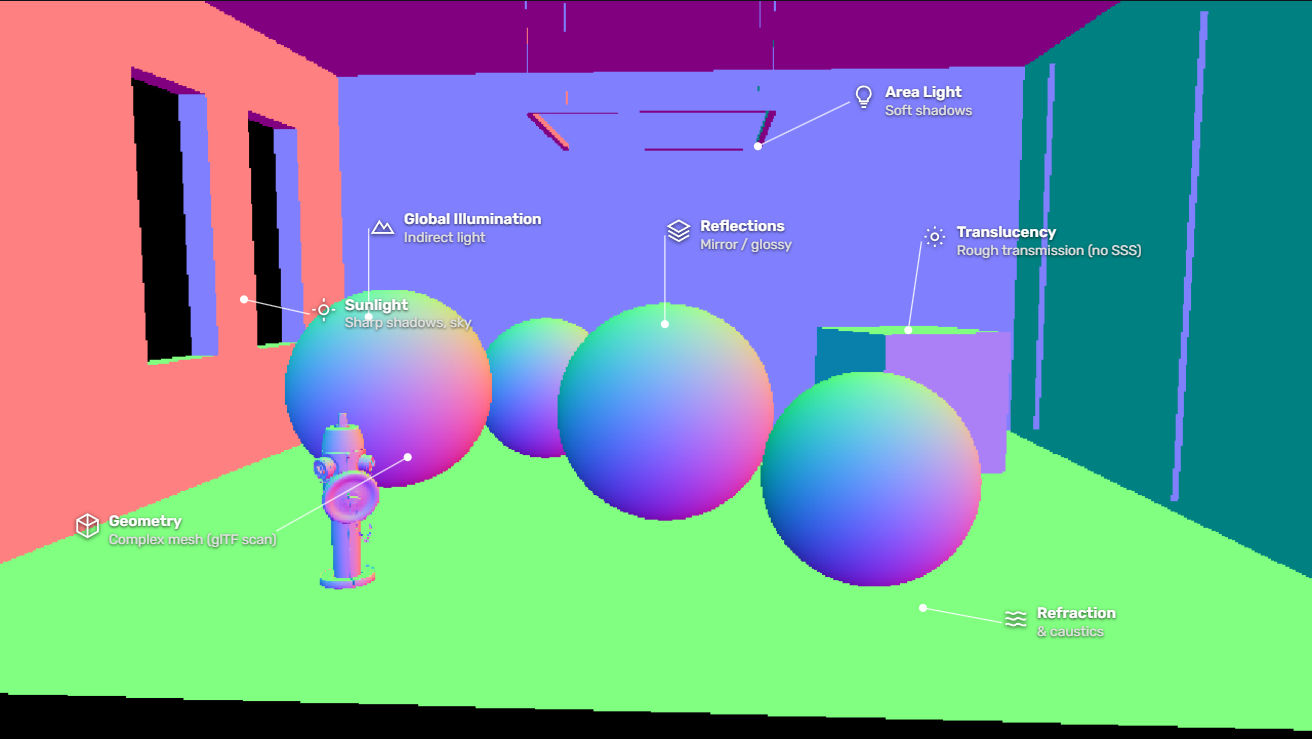 Area Light
Soft shadows
Global Illumination
Indirect light
Reflections
Mirror / glossy
Translucency
Rough transmission (no SSS)
Sunlight
Sharp shadows, sky
Geometry
Complex mesh (glTF scan)
Refraction
& caustics